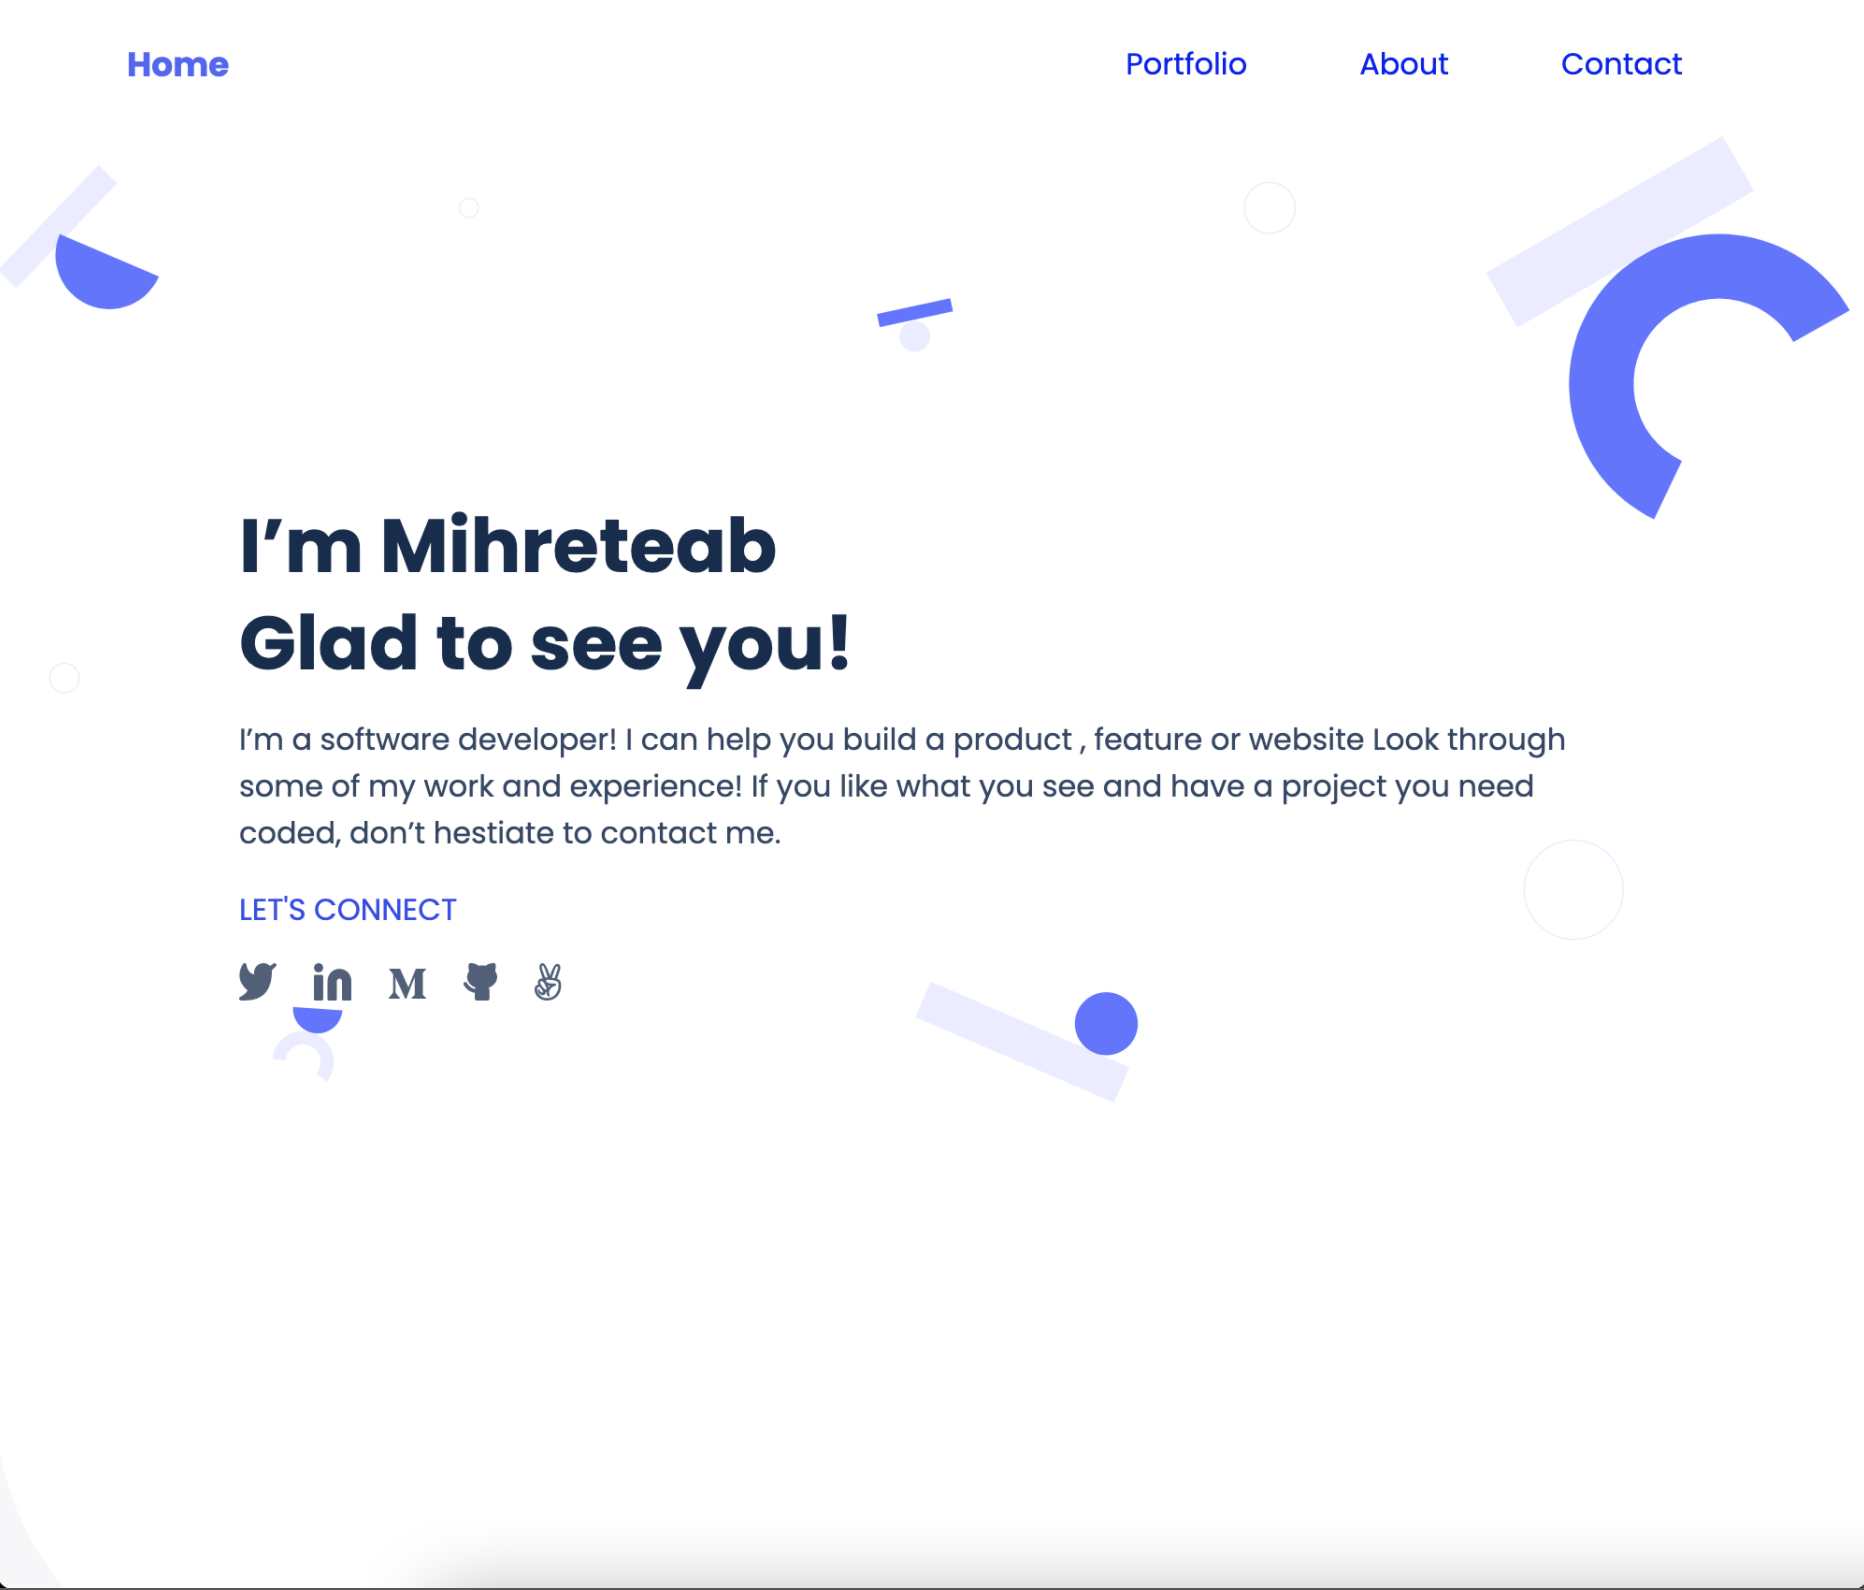 Home
Portfolio
About
Contact
I’m Mihreteab
Glad to see you!
I’m a software developer! I can help you build a product , feature or website Look through
some of my work and experience! If you like what you see and have a project you need
coded, don’t hestiate to contact me.
LET'S CONNECT